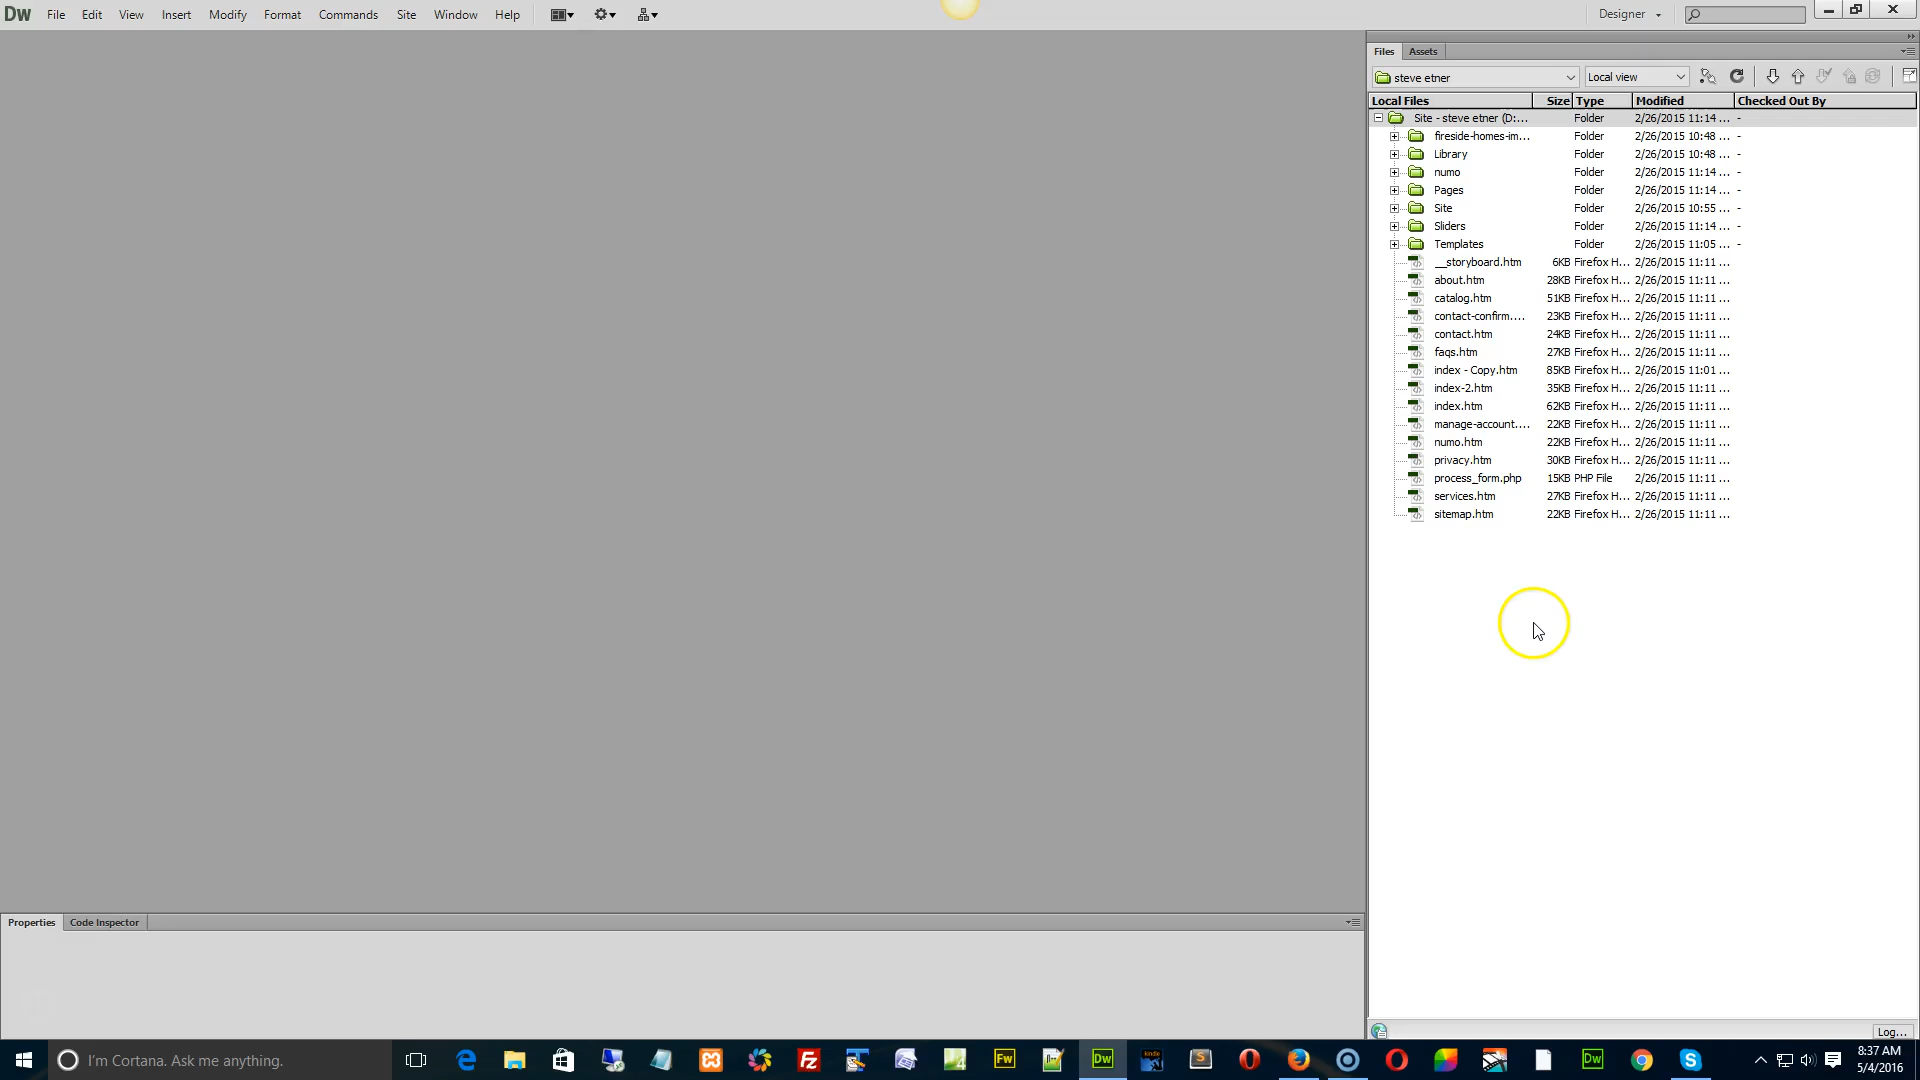 Dw File Edit View Insert Modify Format Commands Site Window Help Designer
Files Assets
steve etner Local view
Local Files Size Type Modified Checked Out By
Site - steve etner (D:... Folder 2/26/2015 11:14 ... -
fireside-homes-im... Folder 2/26/2015 10:48 ... -
Library Folder 2/26/2015 10:48 ... -
numo Folder 2/26/2015 11:14 ... -
Pages Folder 2/26/2015 11:14 ... -
Site Folder 2/26/2015 10:55 ... -
Sliders Folder 2/26/2015 11:14 ... -
Templates Folder 2/26/2015 11:05 ... -
__storyboard.htm 6KB Firefox H... 2/26/2015 11:11 ...
about.htm 28KB Firefox H... 2/26/2015 11:11 ...
catalog.htm 51KB Firefox H... 2/26/2015 11:11 ...
contact-confirm.... 23KB Firefox H... 2/26/2015 11:11 ...
contact.htm 24KB Firefox H... 2/26/2015 11:11 ...
faqs.htm 27KB Firefox H... 2/26/2015 11:11 ...
index - Copy.htm 85KB Firefox H... 2/26/2015 11:01 ...
index-2.htm 35KB Firefox H... 2/26/2015 11:11 ...
index.htm 62KB Firefox H... 2/26/2015 11:11 ...
manage-account.... 22KB Firefox H... 2/26/2015 11:11 ...
numo.htm 22KB Firefox H... 2/26/2015 11:11 ...
privacy.htm 30KB Firefox H... 2/26/2015 11:11 ...
process_form.php 15KB PHP File 2/26/2015 11:11 ...
services.htm 27KB Firefox H... 2/26/2015 11:11 ...
sitemap.htm 22KB Firefox H... 2/26/2015 11:11 ...
Properties Code Inspector
Log...
I'm Cortana. Ask me anything. Fz Fw Dw kindle S Dw 8:37 AM
5/4/2016